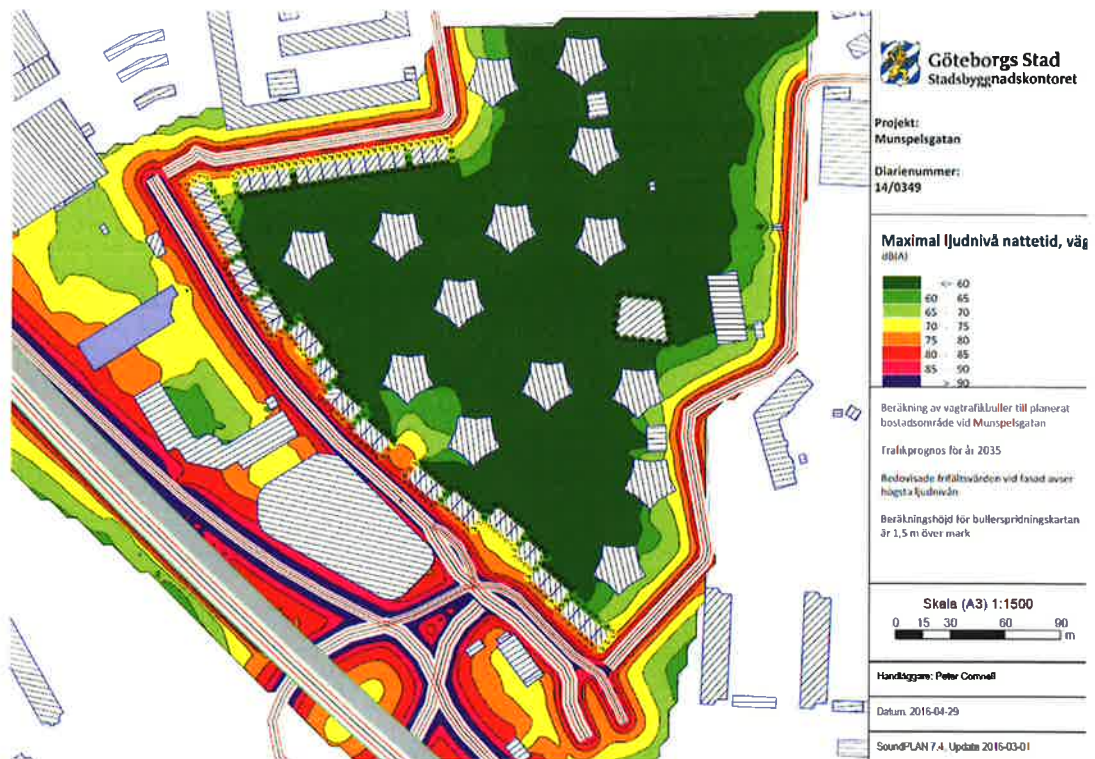 Göteborgs Stad
Stadsbyggnadskontoret
Projekt:
Munspelsgatan
Diarienummer:
14/0349
Maximal ljudnivå nattetid, väg
dB(A)
<= 60
60 65
65 70
70 75
75 80
80 85
85 90
> 90
Beräkning av vägtrafikbuller till planerat
bostadsområde vid Munspelsgatan
Trafikprognos för år 2035
Redovisade frifältsvärden vid fasad avser
högsta ljudnivån
Beräkningshöjd för bullerspridningskartan
är 1,5 m över mark
Skala (A3) 1:1500
0 15 30 60 90
m
Handläggare: Peter
Datum: 2016-04-29
SoundPLAN 7.4, Update 2016-03-01